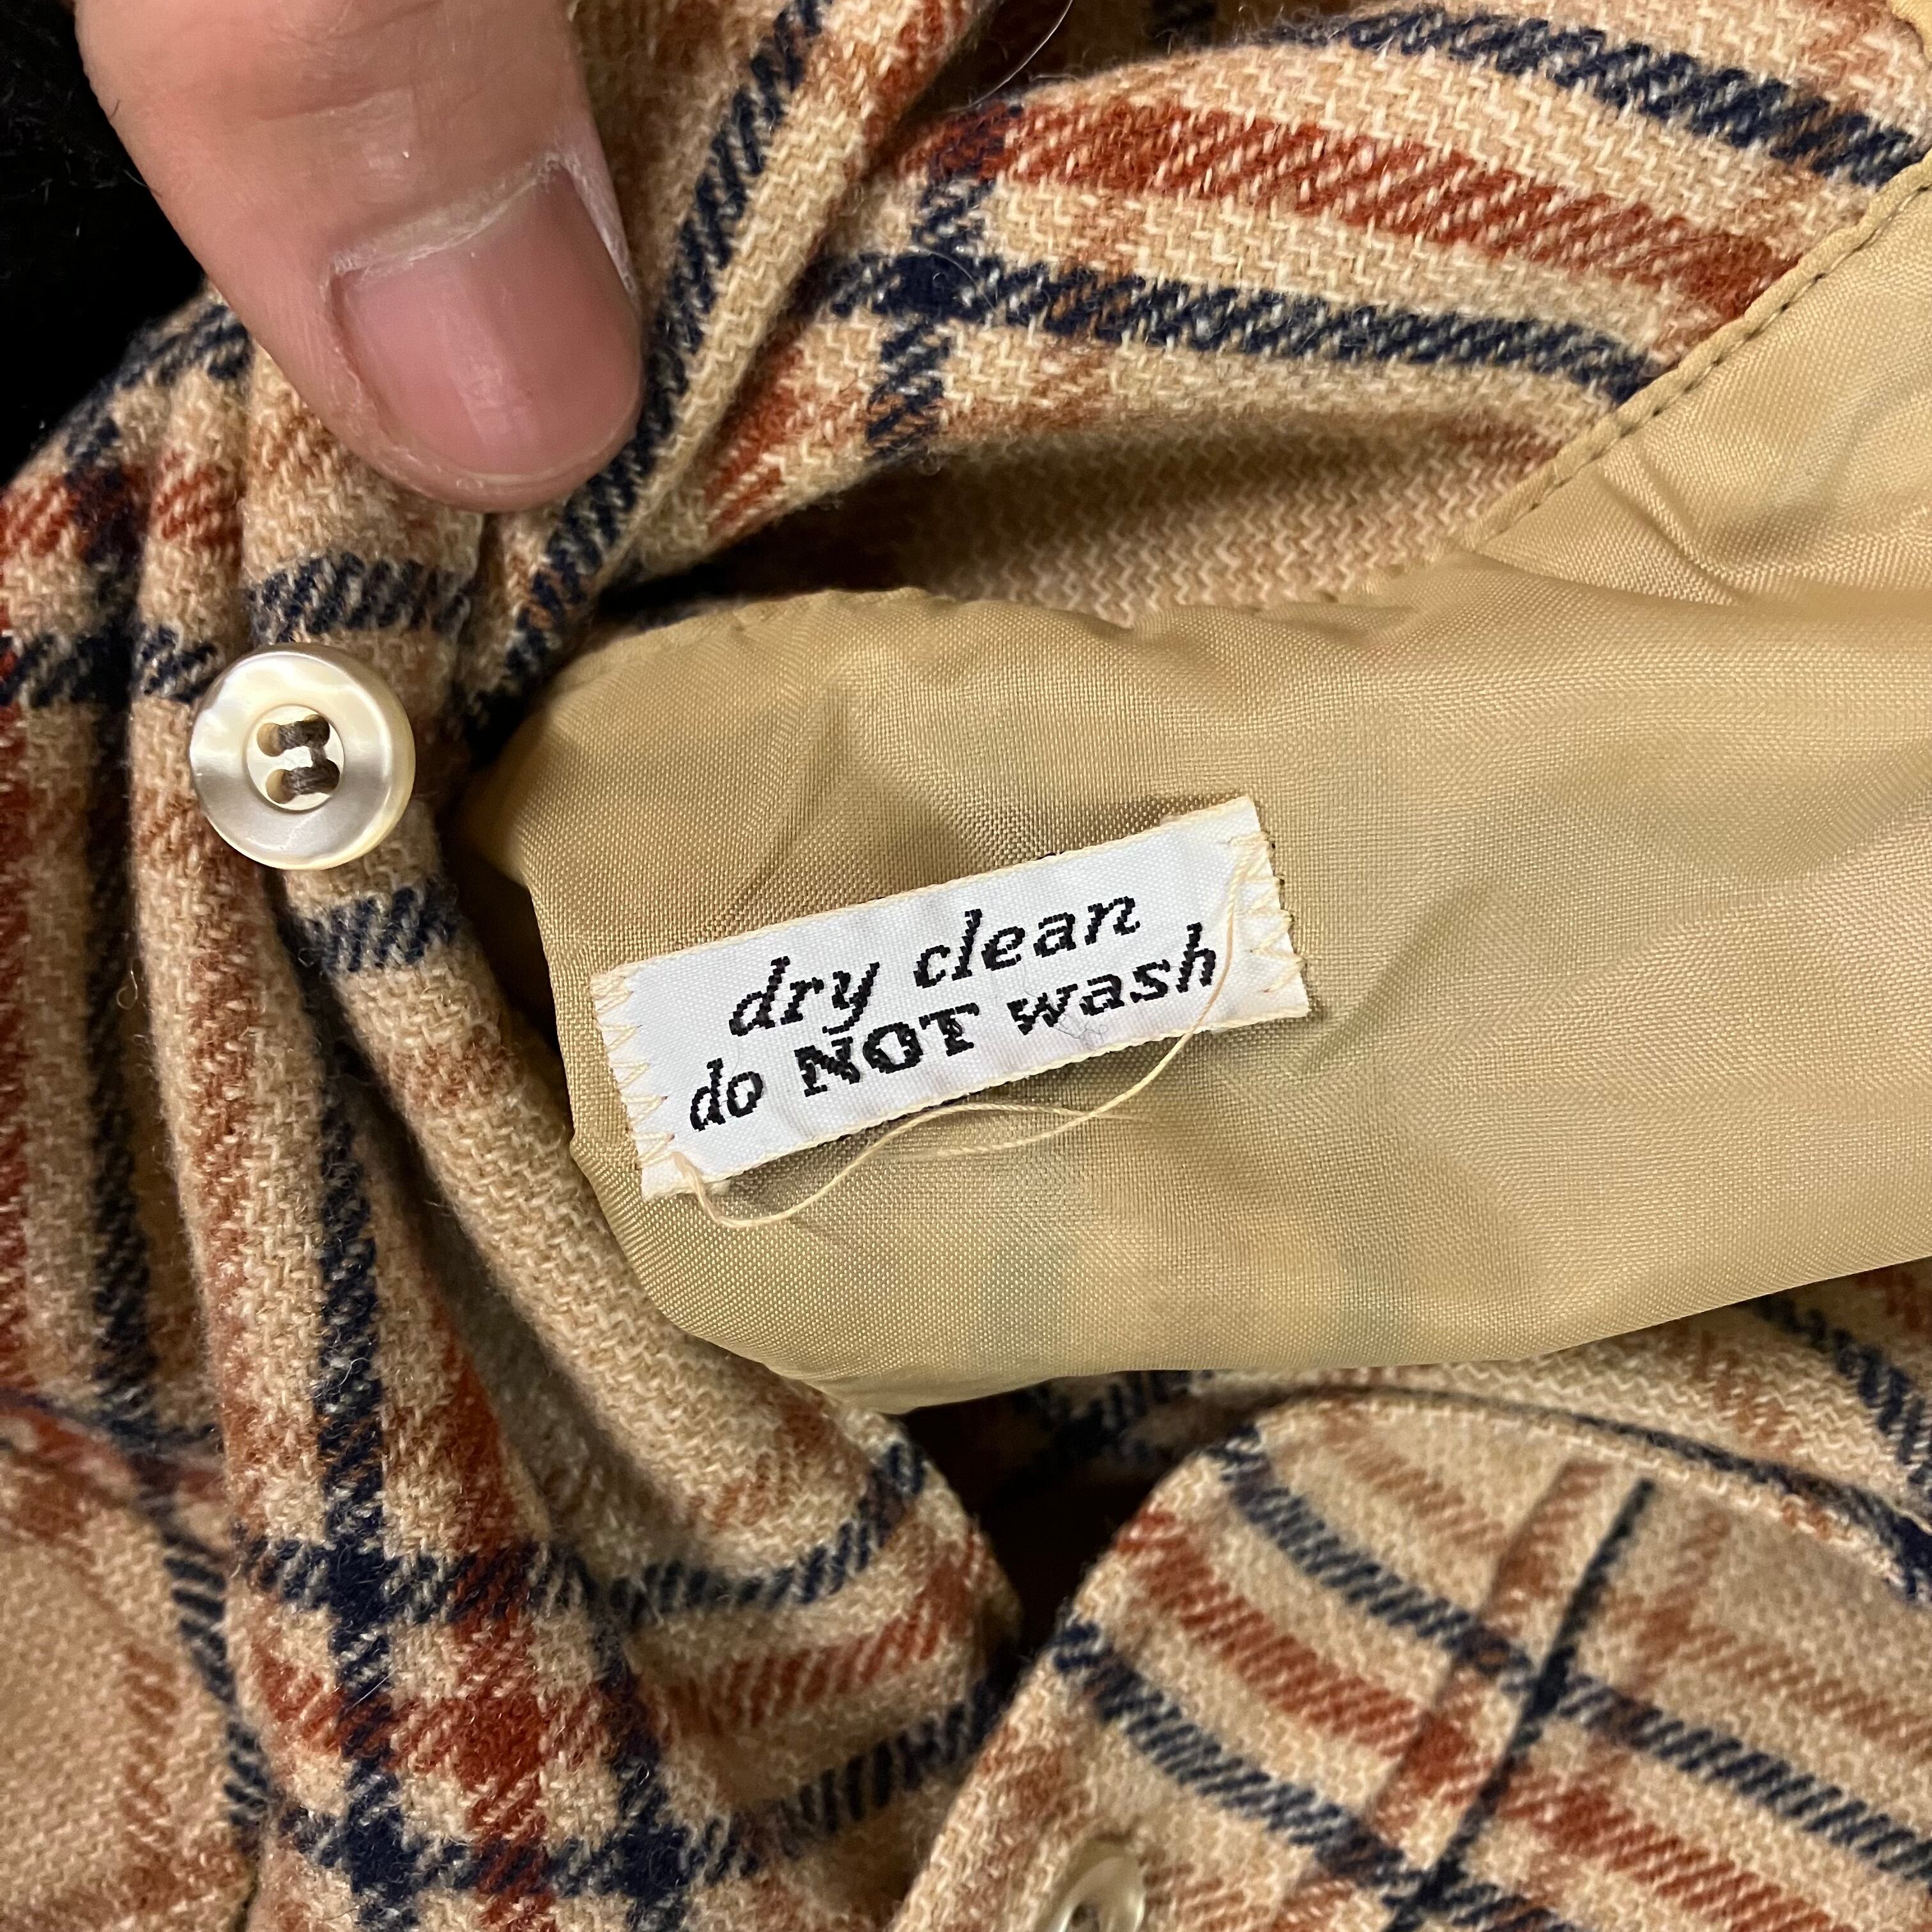 dry clean
do NOT wash